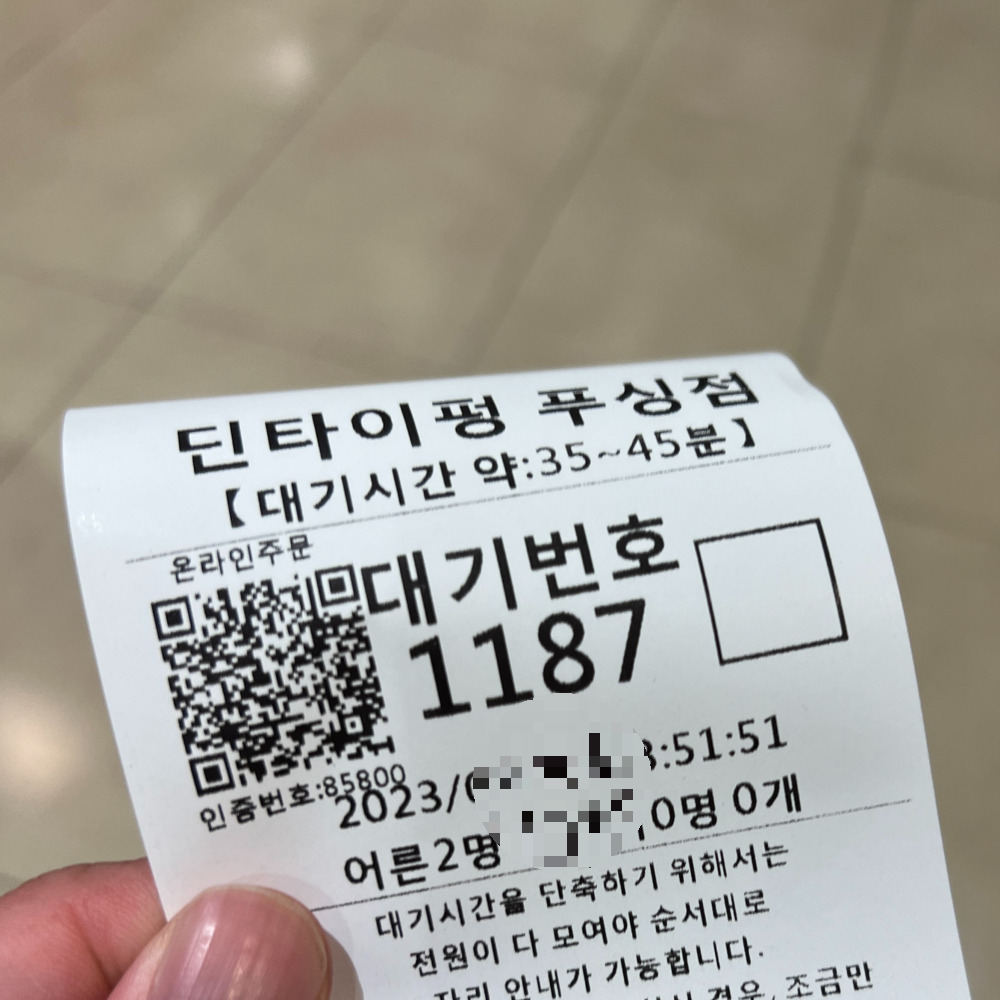 딘타이펑 푸싱점
【대기시간 약:35~45분】
온라인주문
대기번호
1187
인증번호:85800
2023/ :51:51
어른2명 0명 0개
대기시간을 단축하기 위해서는
전원이 다 모여야 순서대로
자리 안내가 가능합니다.
경우, 조금만